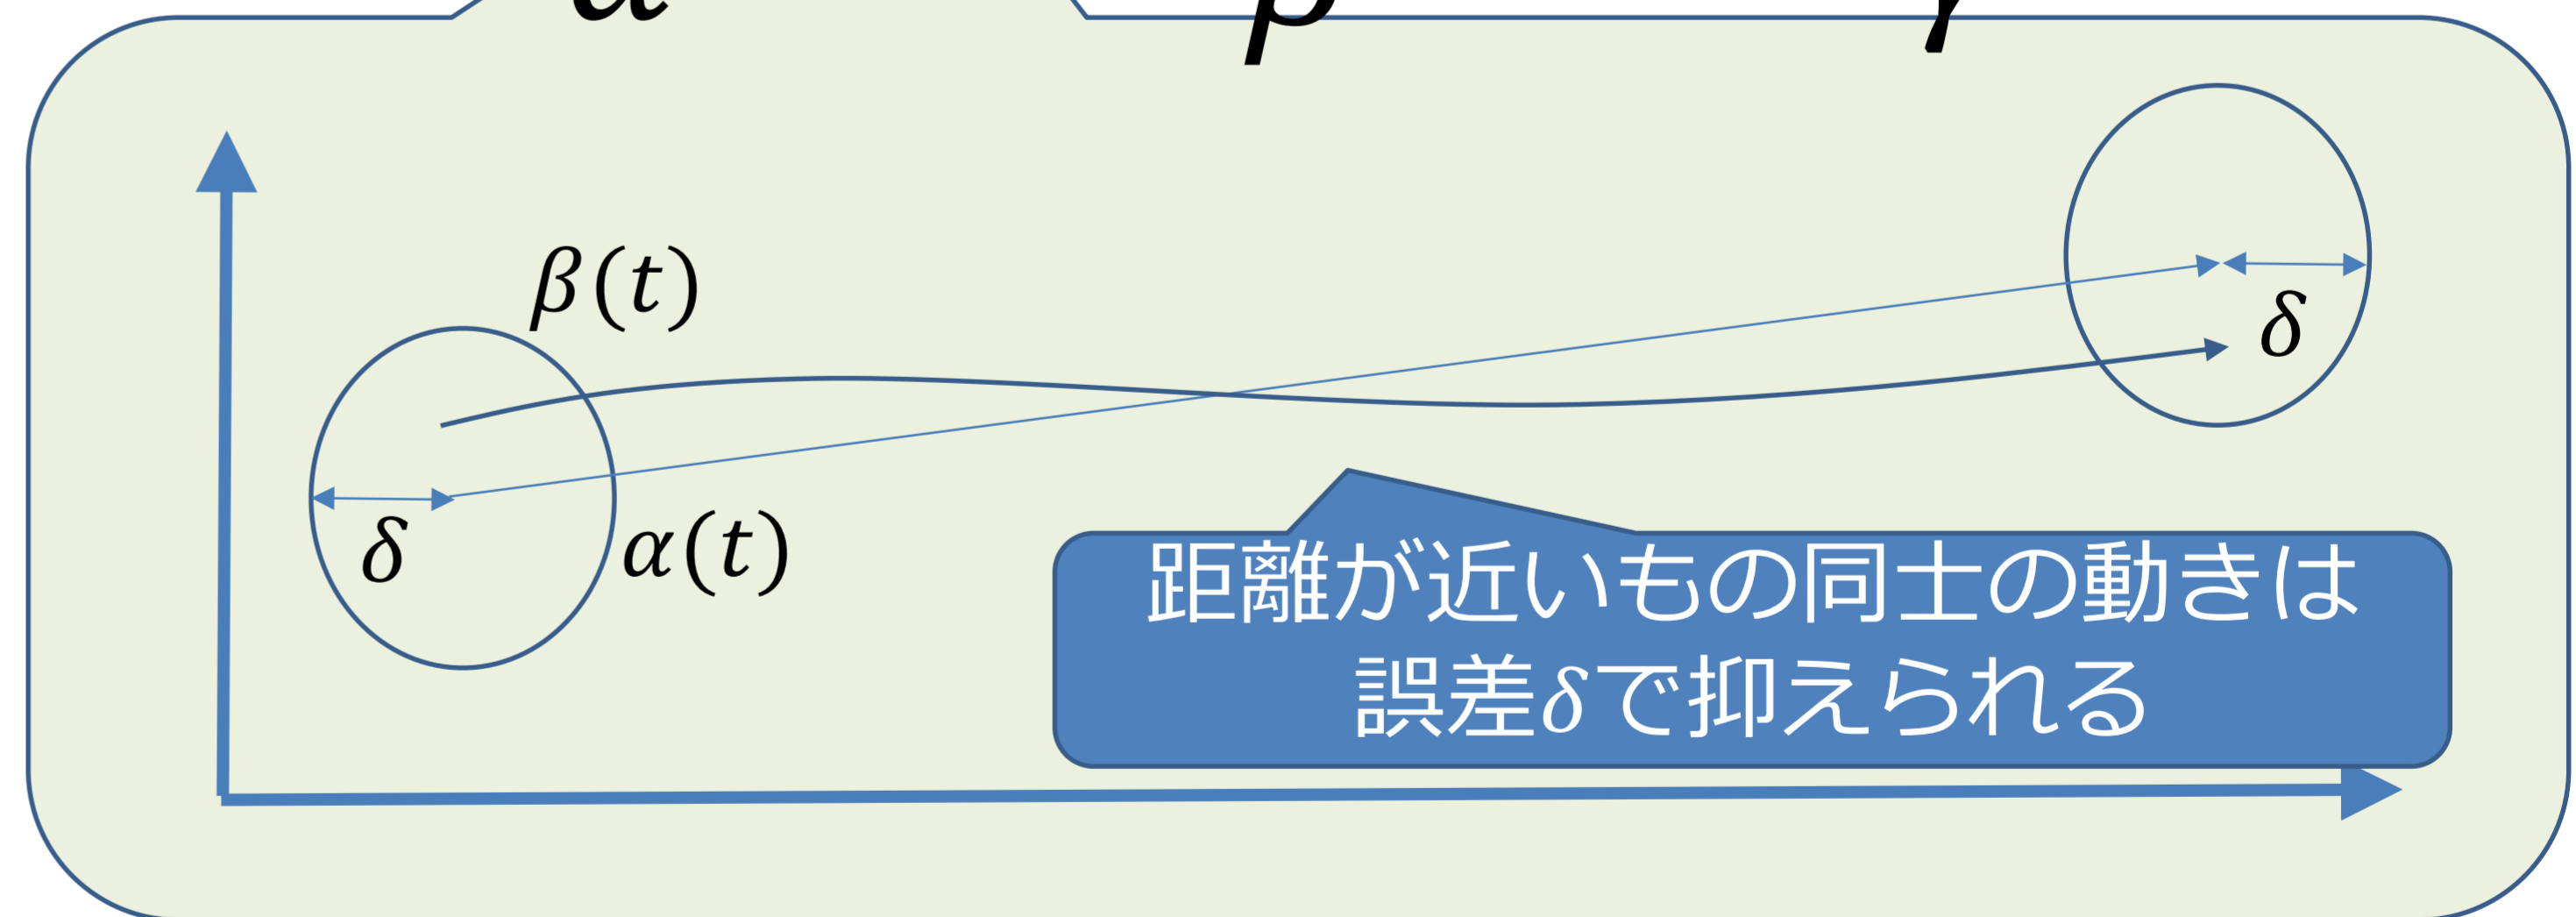 α β γ
β(t)
δ
δ
α(t)
距離が近いもの同士の動きは
誤差δで抑えられる